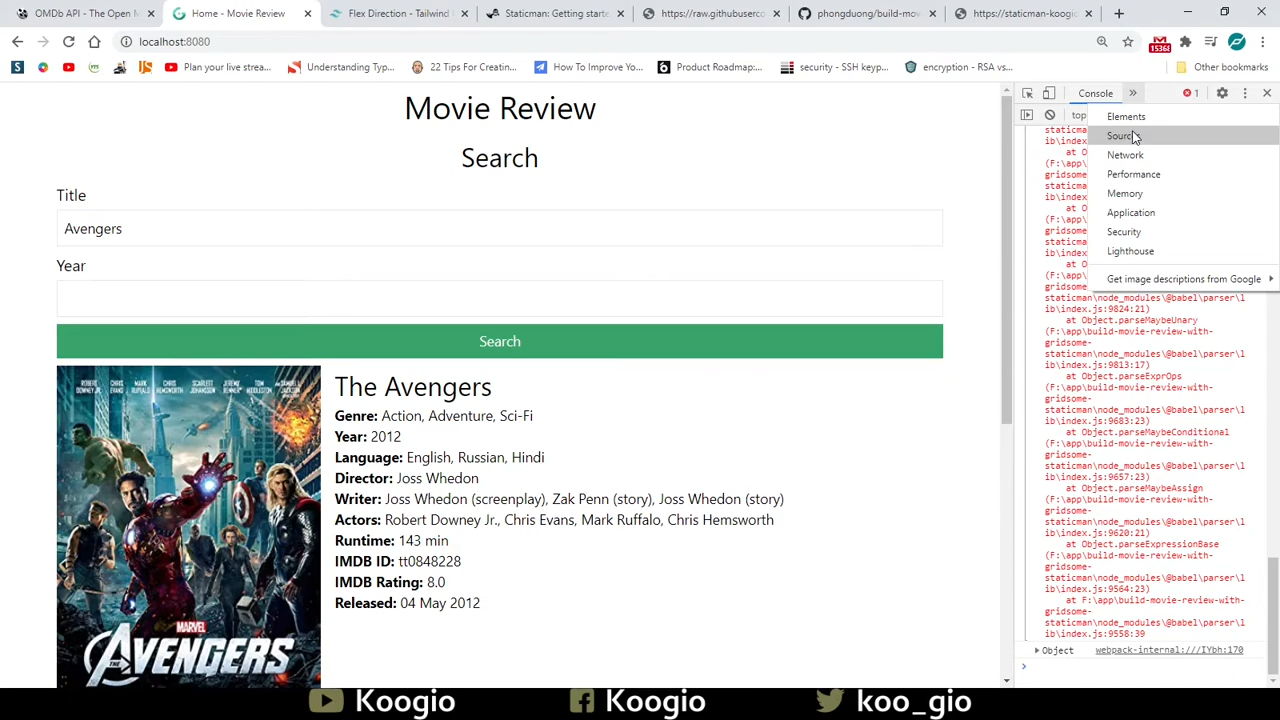 OMDb API - The Open M
Home - Movie Review
Flex Direction - Tailwind
Staticman: Getting starte
https://raw.githubuserco
phongduong/build-mov
https://staticman-koogi
localhost:8080
1536
Plan your live strea...
Understanding Typ...
22 Tips For Creatin...
How To Improve Yo...
Product Roadmap:...
security - SSH keyp...
encryption - RSA vs...
Other bookmarks
Movie Review
Search
Title
Avengers
Year
Search
The Avengers
Genre: Action, Adventure, Sci-Fi
Year: 2012
Language: English, Russian, Hindi
Director: Joss Whedon
Writer: Joss Whedon (screenplay), Zak Penn (story), Joss Whedon (story)
Actors: Robert Downey Jr., Chris Evans, Mark Ruffalo, Chris Hemsworth
Runtime: 143 min
IMDB ID: tt0848228
IMDB Rating: 8.0
Released: 04 May 2012
MARVEL
THE AVENGERS
Console
1
top
Elements
Network
Performance
Memory
Application
Security
Lighthouse
Get image descriptions from Google
staticman\node_modules\@babel\parser\l
ib\index.js:9824:21)
at Object.parseMaybeUnary
(F:\app\build-movie-review-with-
gridsome-
staticman\node_modules\@babel\parser\l
ib\index.js:9813:17)
at Object.parseExprOps
(F:\app\build-movie-review-with-
gridsome-
staticman\node_modules\@babel\parser\l
ib\index.js:9683:23)
at Object.parseMaybeConditional
(F:\app\build-movie-review-with-
gridsome-
staticman\node_modules\@babel\parser\l
ib\index.js:9657:23)
at Object.parseMaybeAssign
(F:\app\build-movie-review-with-
gridsome-
staticman\node_modules\@babel\parser\l
ib\index.js:9620:21)
at Object.parseExpressionBase
(F:\app\build-movie-review-with-
gridsome-
staticman\node_modules\@babel\parser\l
ib\index.js:9564:23)
at F:\app\build-movie-review-with-
gridsome-
staticman\node_modules\@babel\parser\l
ib\index.js:9558:39
Object webpack-internal:///IYbh:170
Koogio
Koogio
koo_gio